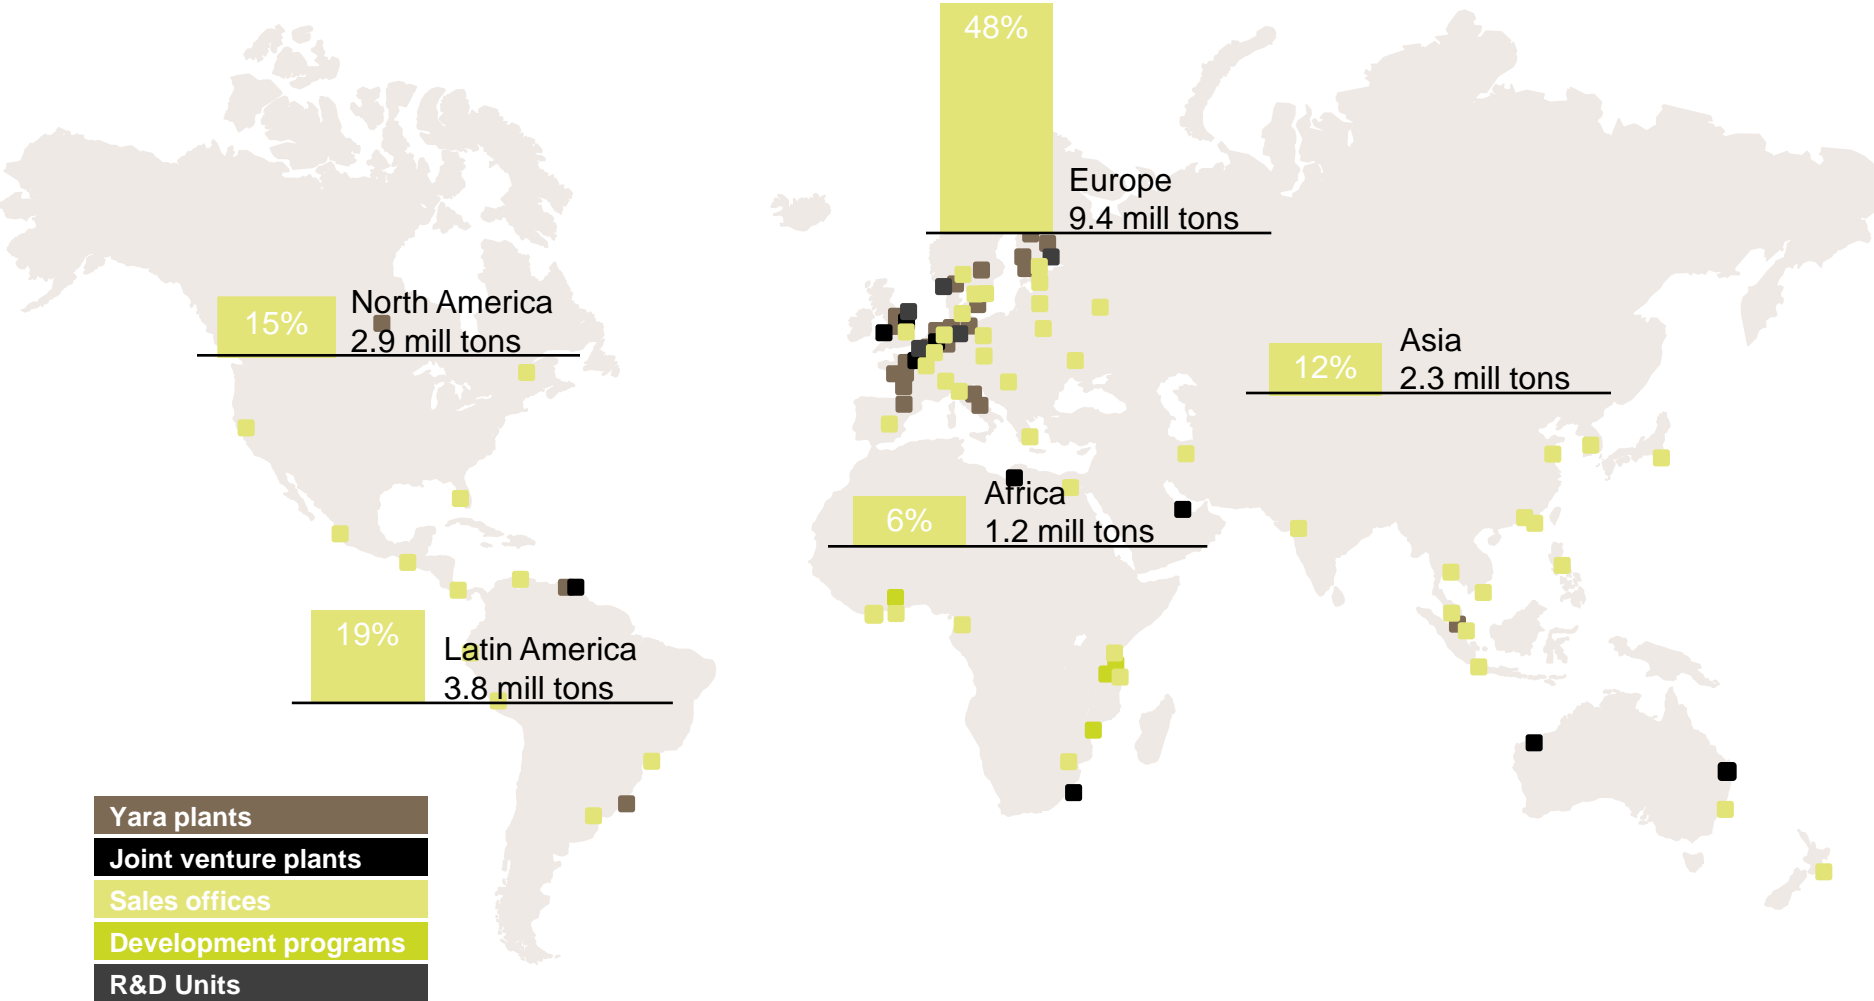 48%
Europe
9.4 mill tons
15%
North America
2.9 mill tons
12%
Asia
2.3 mill tons
6%
Africa
1.2 mill tons
19%
Latin America
3.8 mill tons
Yara plants
Joint venture plants
Sales offices
Development programs
R&D Units